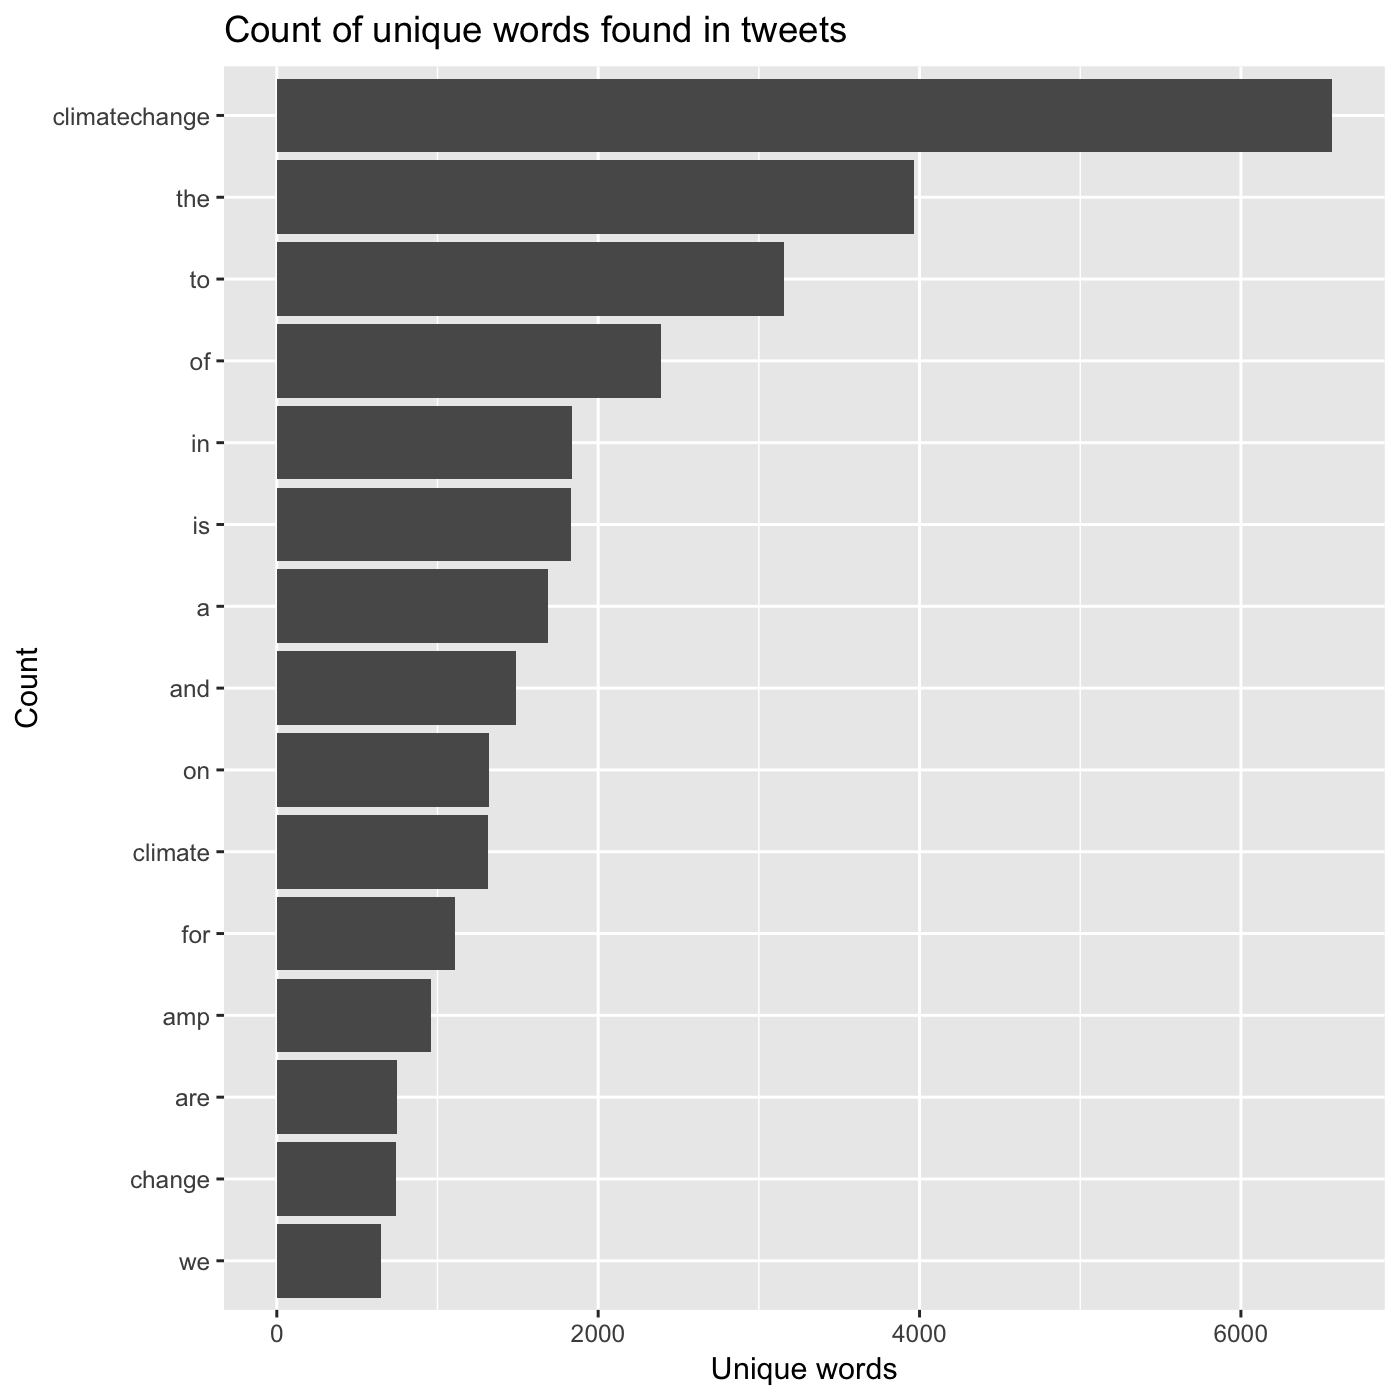 Count of unique words found in tweets
climatechange
the
to
of
in
is
a
and
on
climate
for
amp
are
change
we
Count
0 2000 4000 6000
Unique words